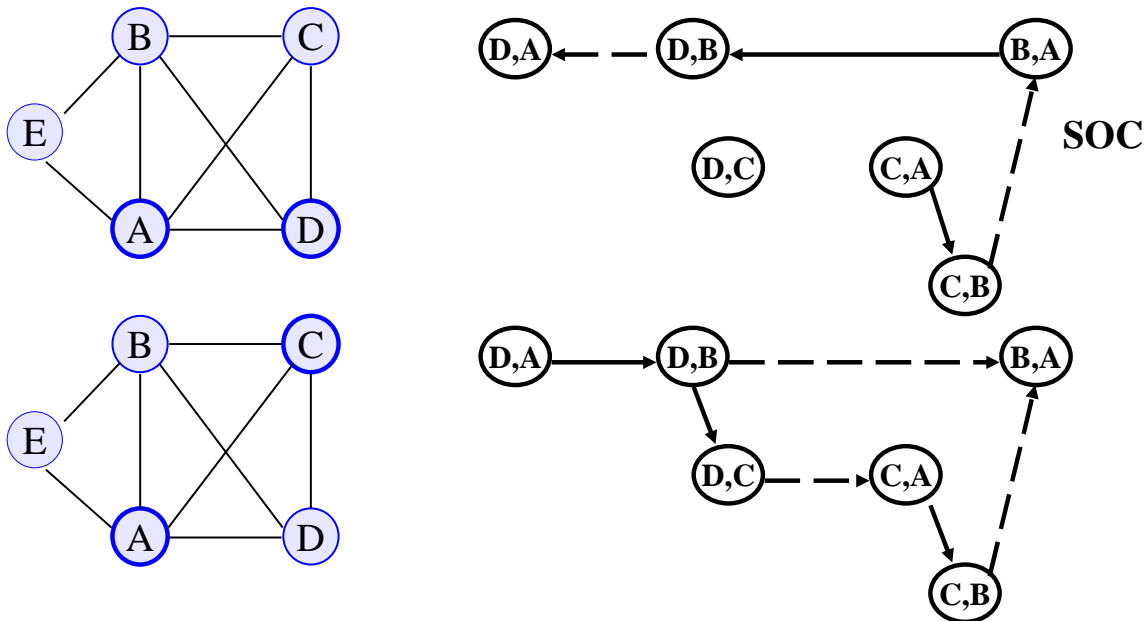 B C D,A D,B B,A
E SOC
D,C C,A
A D
C,B
B C D,A D,B B,A
E
D,C C,A
A D
C,B